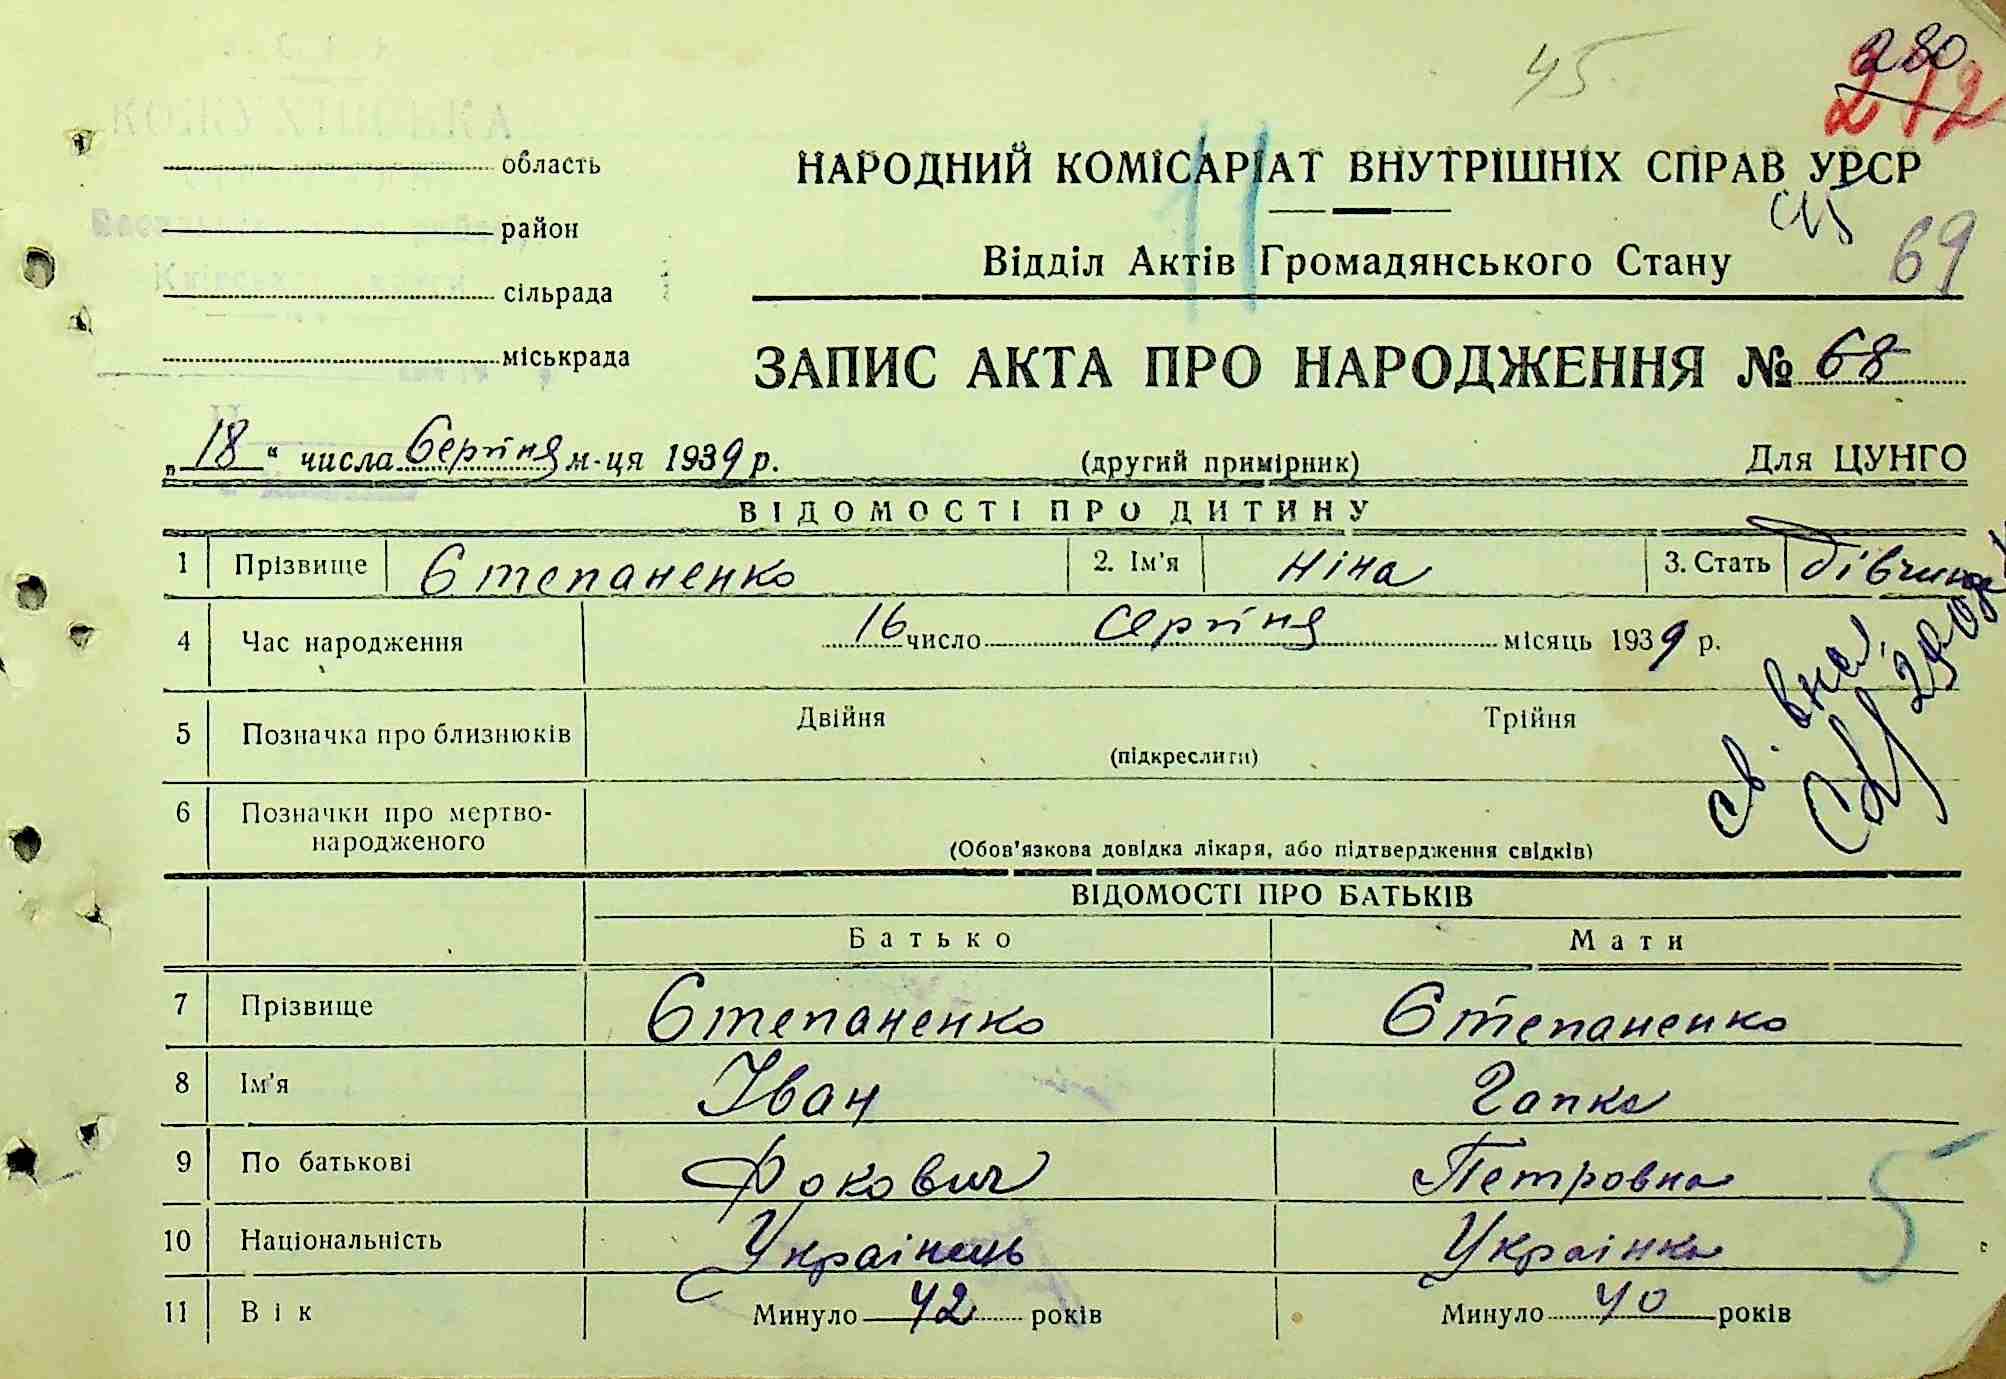 45
280
212
КОЖУХІВСЬКА
область
НАРОДНИЙ КОМІСАРІАТ ВНУТРІШНІХ СПРАВ УРСР
район
69
Відділ Актів Громадянського Стану
сільрада
міськрада
ЗАПИС АКТА ПРО НАРОДЖЕННЯ № 68
„18“ числа Серпня м-ця 1939 р. (другий примірник) Для ЦУНГО
ВІДОМОСТІ ПРО ДИТИНУ
1 Прізвище Степаненко 2. Ім'я Ніна 3. Стать дівчина
4 Час народження 16 число Серпня місяць 1939 р.
5 Позначка про близнюків Двійня Трійня
(підкреслити)
6 Позначки про мертво-
народженого
(Обов'язкова довідка лікаря, або підтвердження свідків)
ВІДОМОСТІ ПРО БАТЬКІВ
Батько Мати
7 Прізвище Степаненко Степаненко
8 Ім'я Іван Гапка
9 По батькові Фокович Петровна
5
10 Національність Українець Українка
11 Вік Минуло 42 років Минуло 40 років